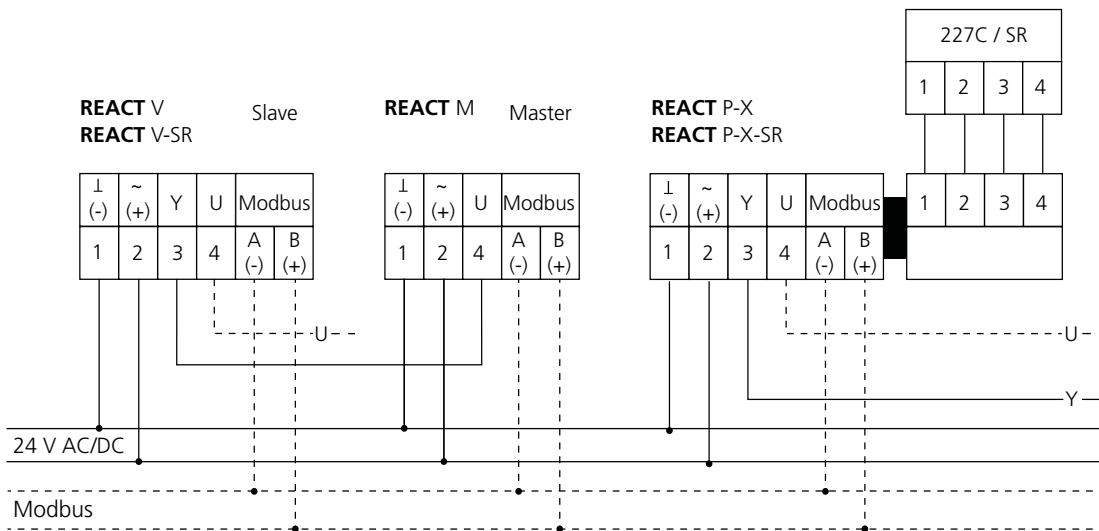 227C / SR
1 2 3 4
REACT V
REACT V-SR
Slave
REACT M
Master
REACT P-X
REACT P-X-SR
⊥ ~ Y U Modbus
(-) (+)
1 2 3 4 A B
(-) (+)
⊥ ~ U Modbus
(-) (+)
1 2 4 A B
(-) (+)
⊥ ~ Y U Modbus
(-) (+)
1 2 3 4 A B
(-) (+)
1 2 3 4
U
U
Y
24 V AC/DC
Modbus